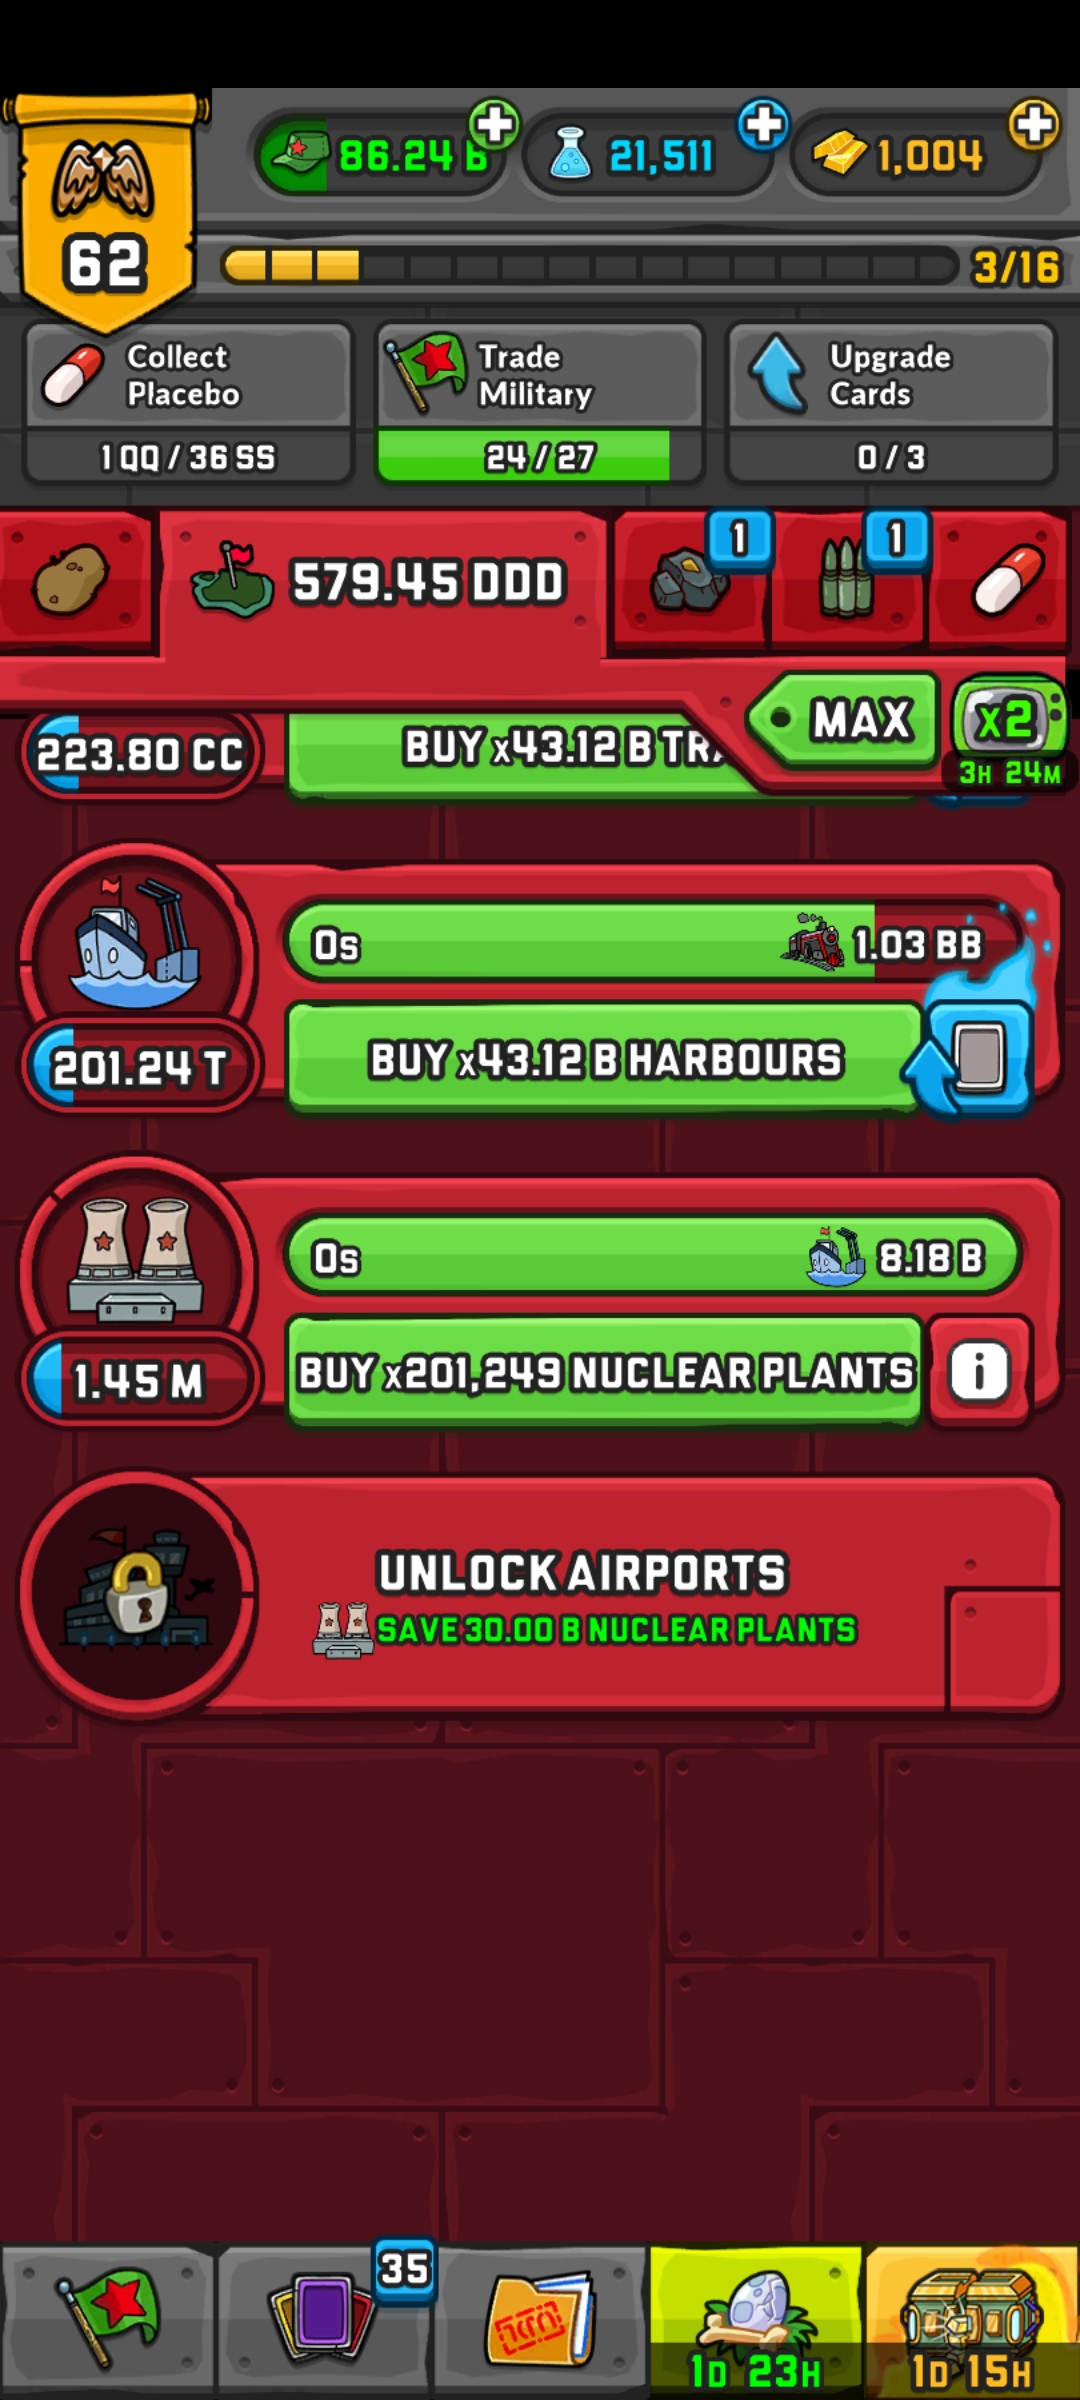 86.24 B
21,511
1,004
62
3/16
Collect
Placebo
1 QQ / 36 SS
Trade
Military
24 / 27
Upgrade
Cards
0 / 3
579.45 DDD
1
1
MAX
x2
3H 24M
223.80 CC
BUY x43.12 B
0s
1.03 BB
201.24 T
BUY x43.12 B HARBOURS
0s
8.18 B
1.45 M
BUY x201,249 NUCLEAR PLANTS
i
UNLOCK AIRPORTS
SAVE 30.00 B NUCLEAR PLANTS
35
1D 23H
1D 15H